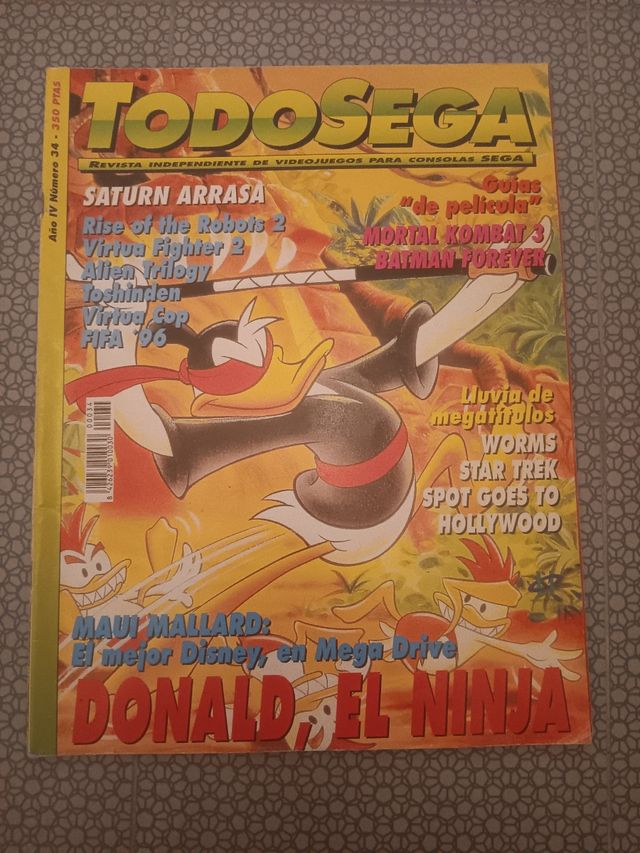 Año IV Número 34 - 350 PTAS
TODOSEGA
REVISTA INDEPENDIENTE DE VIDEOJUEGOS PARA CONSOLAS SEGA
SATURN ARRASA
Rise of the Robots 2
Virtua Fighter 2
Alien Trilogy
Toshinden
Virtua Cop
FIFA '96
Guías
"de película"
MORTAL KOMBAT 3
BATMAN FOREVER
Lluvia de
megatítulos
WORMS
STAR TREK
SPOT GOES TO
HOLLYWOOD
00034
MAUI MALLARD:
El mejor Disney, en Mega Drive
DONALD, EL NINJA